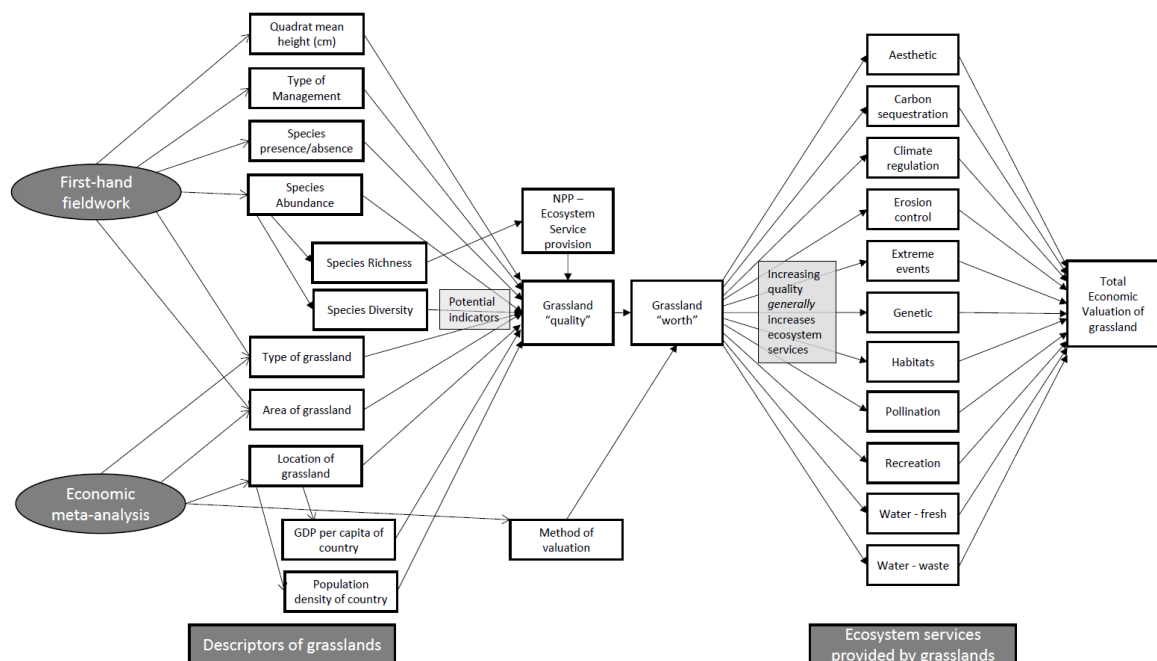 Quadrat mean
height (cm)
Type of
Management
Species
presence/absence
First-hand
fieldwork
Species
Abundance
Species Richness
Species Diversity
Potential
indicators
Type of grassland
Area of grassland
Location of
grassland
Economic
meta-analysis
GDP per capita of
country
Population
density of country
Method of
valuation
NPP –
Ecosystem
Service
provision
Grassland
“quality”
Grassland
“worth”
Increasing
quality
generally
increases
ecosystem
services
Aesthetic
Carbon
sequestration
Climate
regulation
Erosion
control
Extreme
events
Genetic
Habitats
Pollination
Recreation
Water - fresh
Water - waste
Total
Economic
Valuation of
grassland
Descriptors of grasslands
Ecosystem services
provided by grasslands